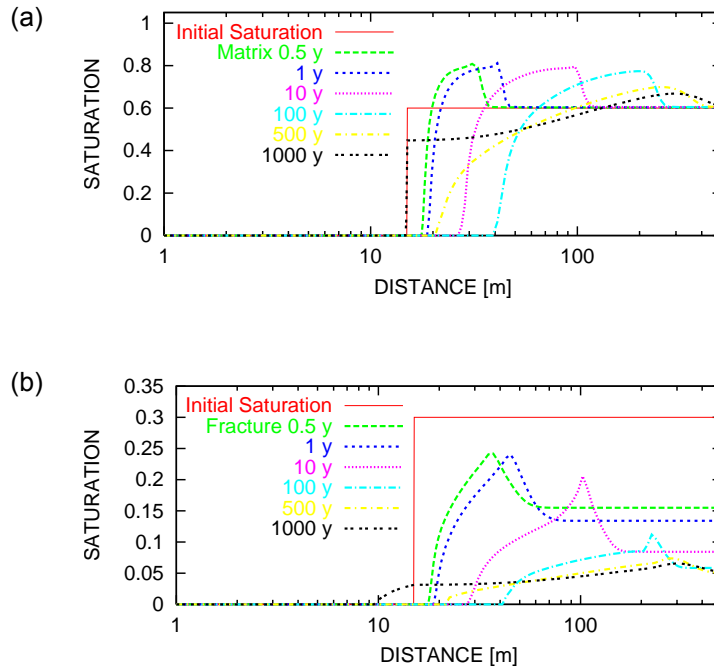 (a)
1
0.8
0.6
0.4
0.2
0
SATURATION
Initial Saturation
Matrix 0.5 y
1 y
10 y
100 y
500 y
1000 y
1 10 100
DISTANCE [m]
(b)
0.35
0.3
0.25
0.2
0.15
0.1
0.05
0
SATURATION
Initial Saturation
Fracture 0.5 y
1 y
10 y
100 y
500 y
1000 y
1 10 100
DISTANCE [m]